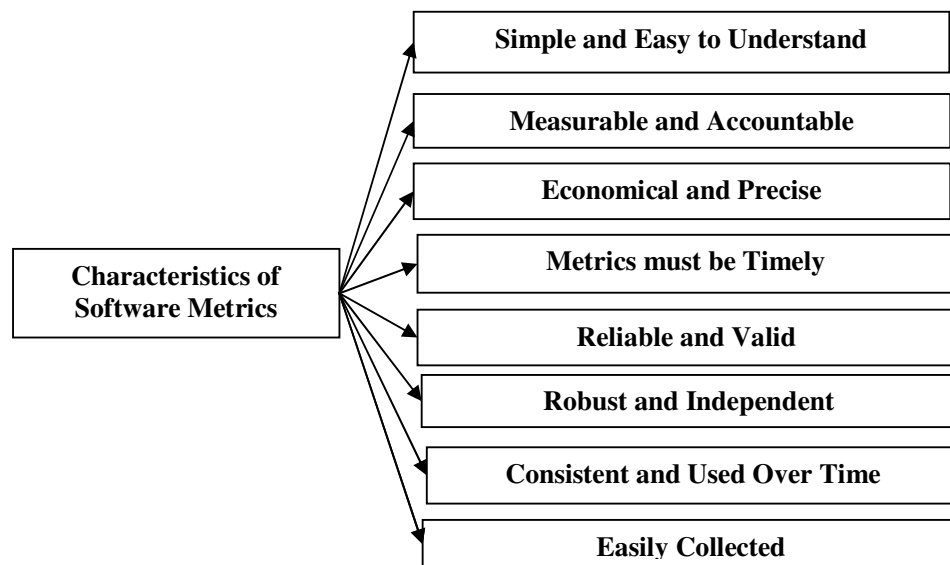 Simple and Easy to Understand
Measurable and Accountable
Economical and Precise
Metrics must be Timely
Characteristics of
Software Metrics
Reliable and Valid
Robust and Independent
Consistent and Used Over Time
Easily Collected